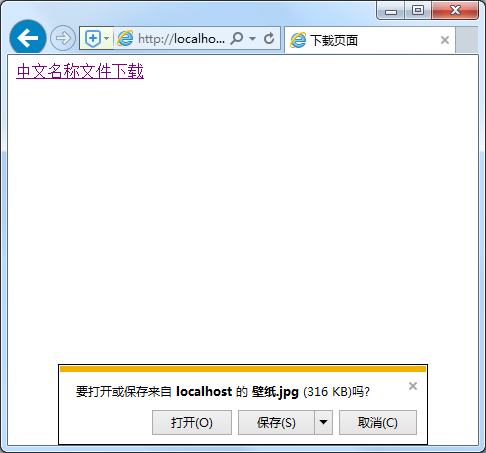 http://localho...
下载页面
中文名称文件下载
要打开或保存来自 localhost 的 壁纸.jpg (316 KB)吗?
打开(O)
保存(S)
取消(C)